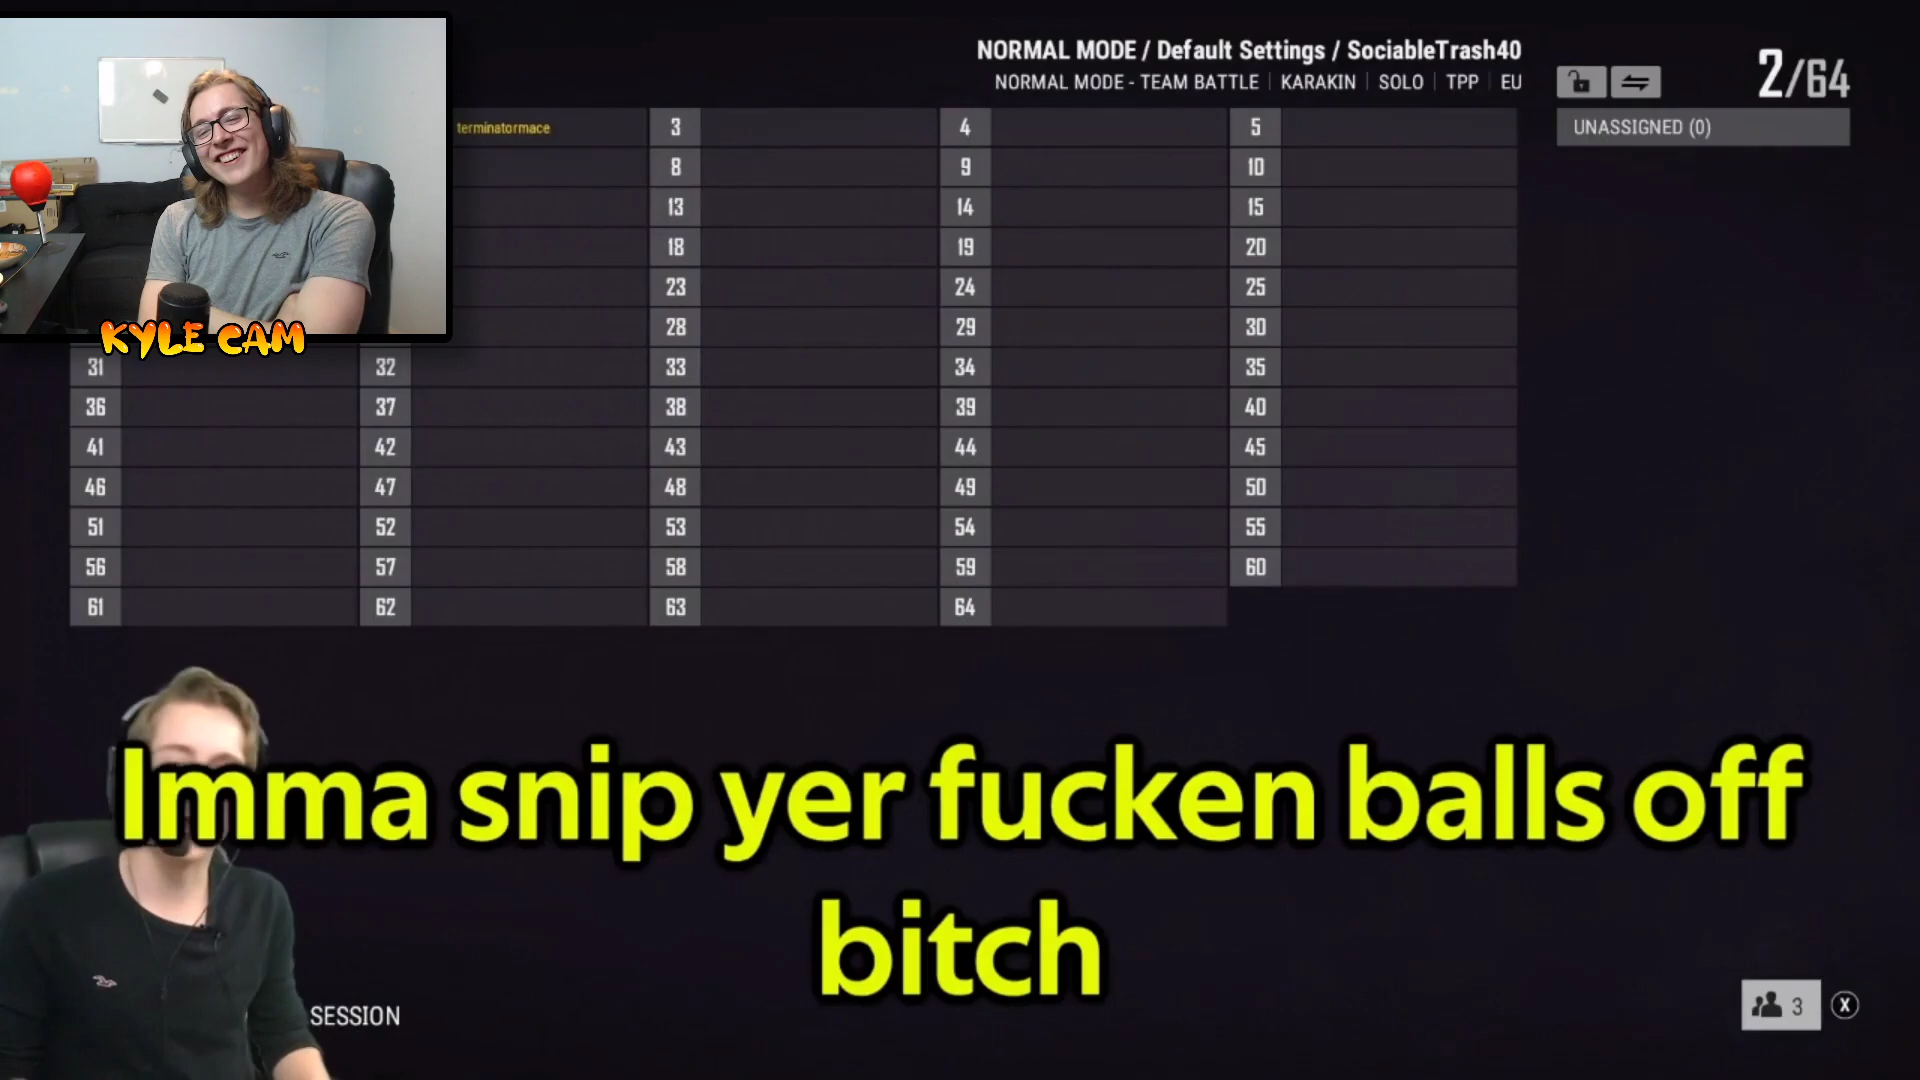 NORMAL MODE / Default Settings / SociableTrash40
NORMAL MODE - TEAM BATTLE | KARAKIN | SOLO | TPP | EU
2/64
UNASSIGNED (0)
terminatormace
3 4 5
8 9 10
13 14 15
18 19 20
23 24 25
28 29 30
KYLE CAM
31 32 33 34 35
36 37 38 39 40
41 42 43 44 45
46 47 48 49 50
51 52 53 54 55
56 57 58 59 60
61 62 63 64
Imma snip yer fucken balls off
bitch
SESSION
3 X